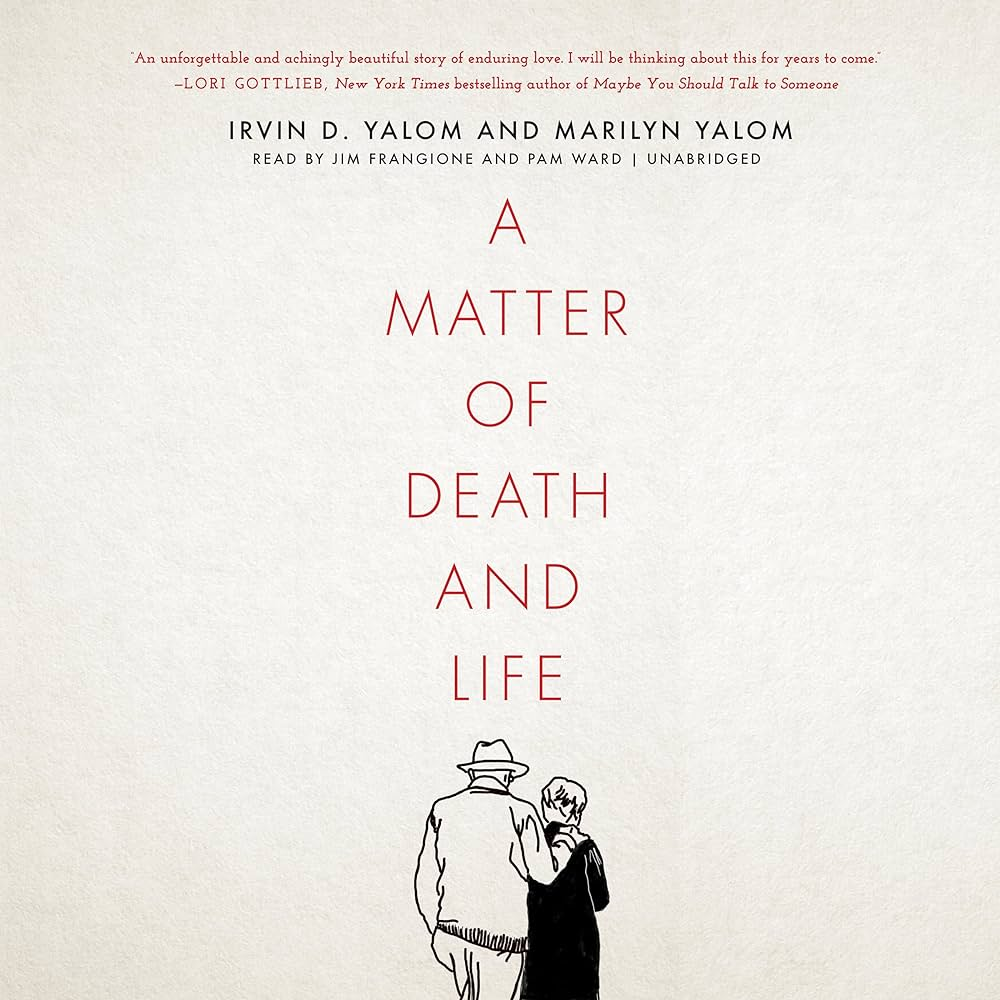 "An unforgettable and achingly beautiful story of enduring love. I will be thinking about this for years to come."
–LORI GOTTLIEB, New York Times bestselling author of Maybe You Should Talk to Someone
IRVIN D. YALOM AND MARILYN YALOM
READ BY JIM FRANGIONE AND PAM WARD | UNABRIDGED
A
MATTER
OF
DEATH
AND
LIFE